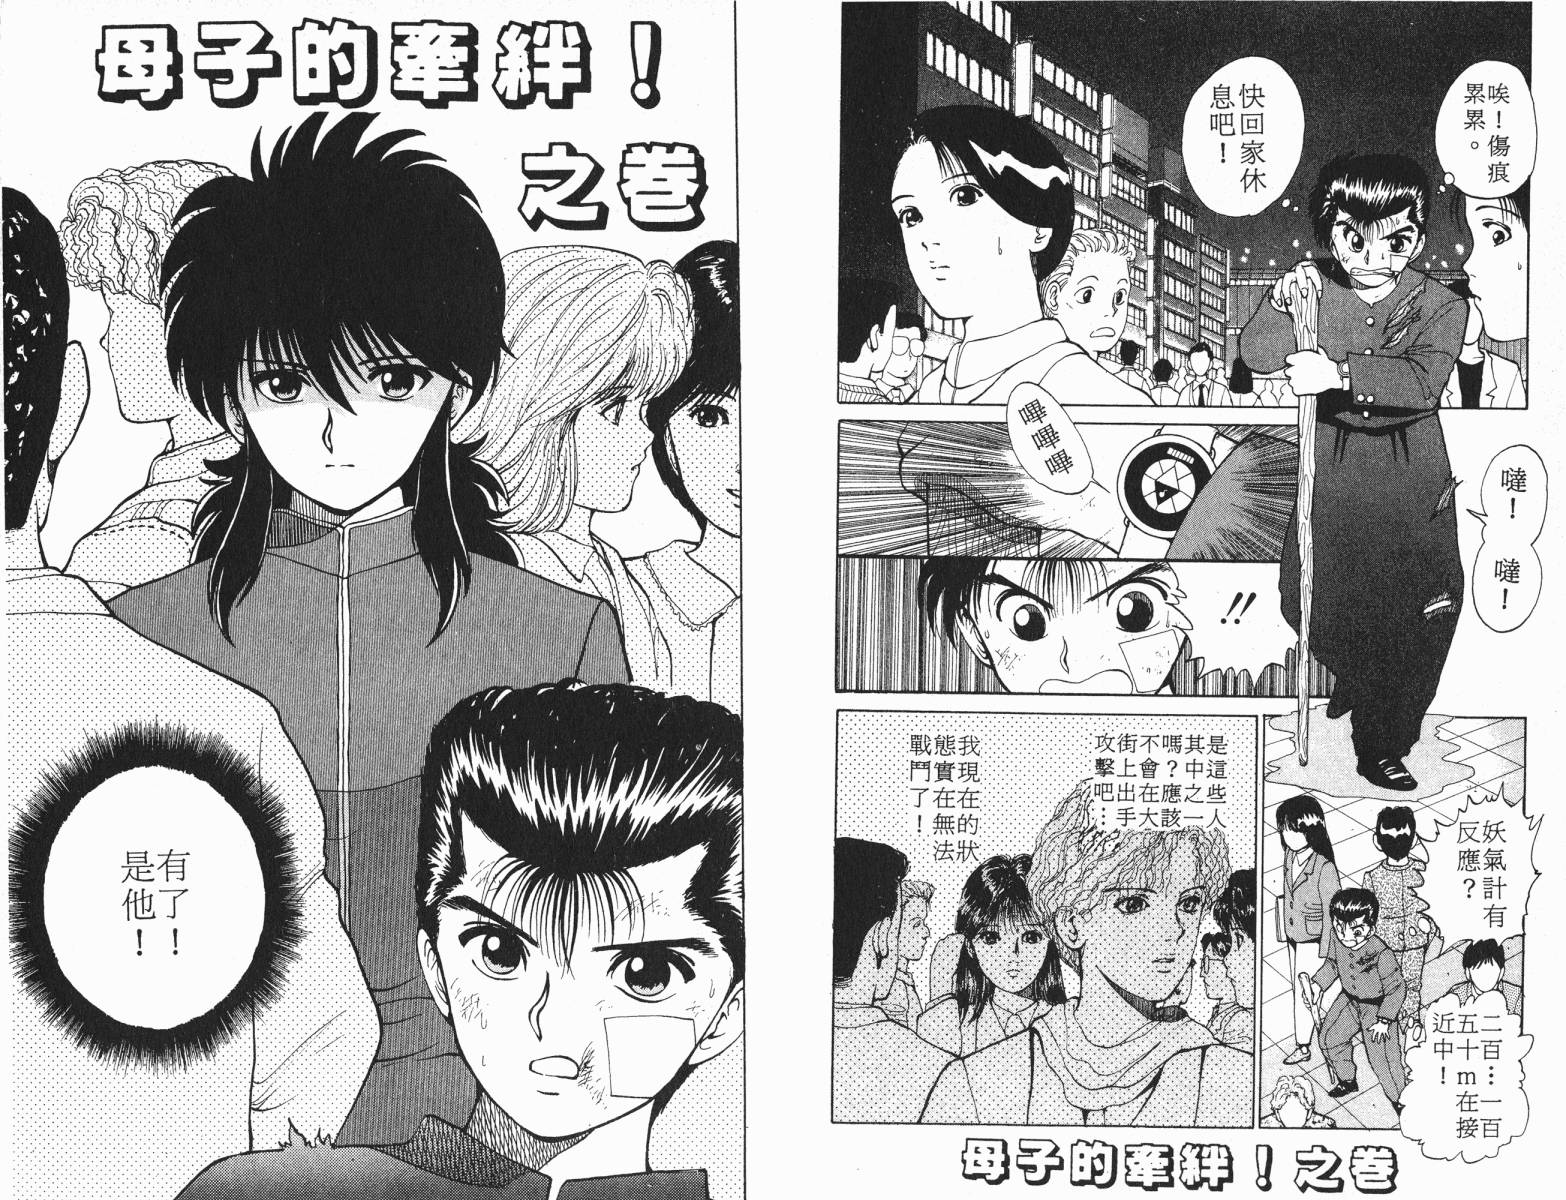 唉！傷痕
累累。
快回家休
息吧！
噠！
噠！
!!
妖氣計有
反應？
二百…一百
五十m在接
近中！
是這些人
其中之一
嗎？應該
不會在大
街上出手
攻擊吧…
我現在的狀
態實在無法
戰鬥了！
母子的牽絆！之卷
母子的牽絆！
之卷
有了！
是他！